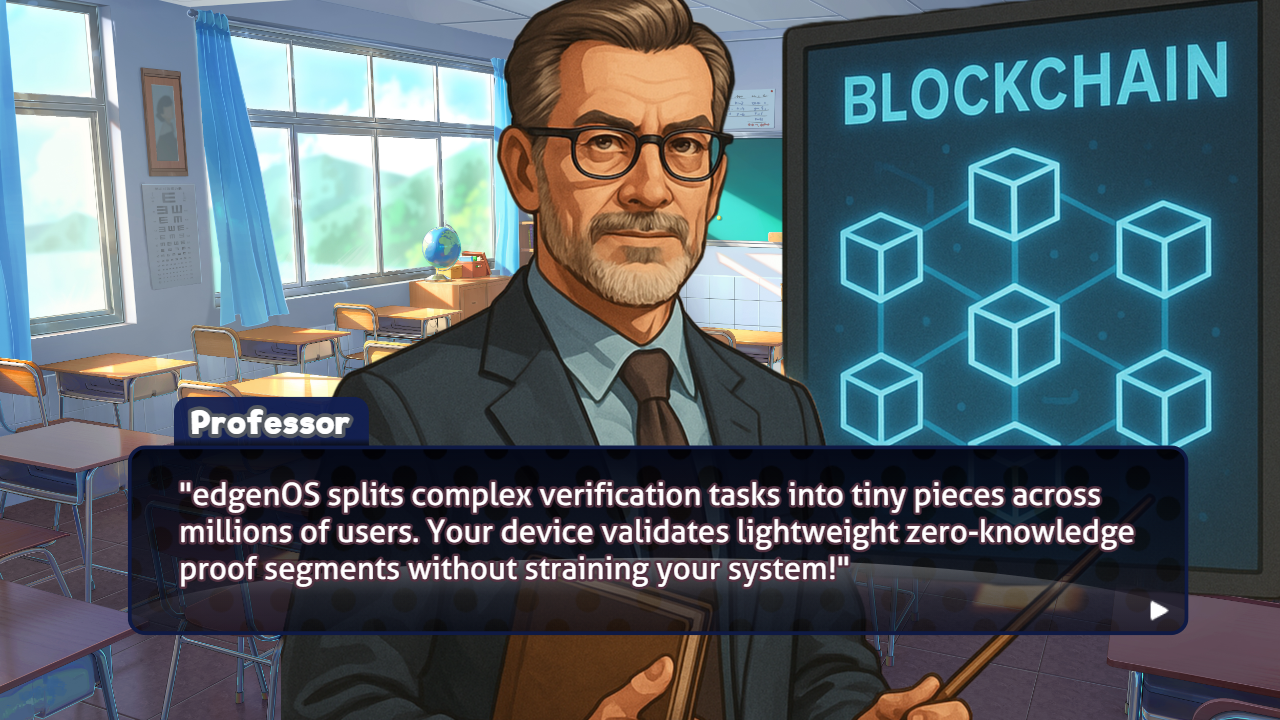 BLOCKCHAIN
Professor
"edgenOS splits complex verification tasks into tiny pieces across
millions of users. Your device validates lightweight zero-knowledge
proof segments without straining your system!"